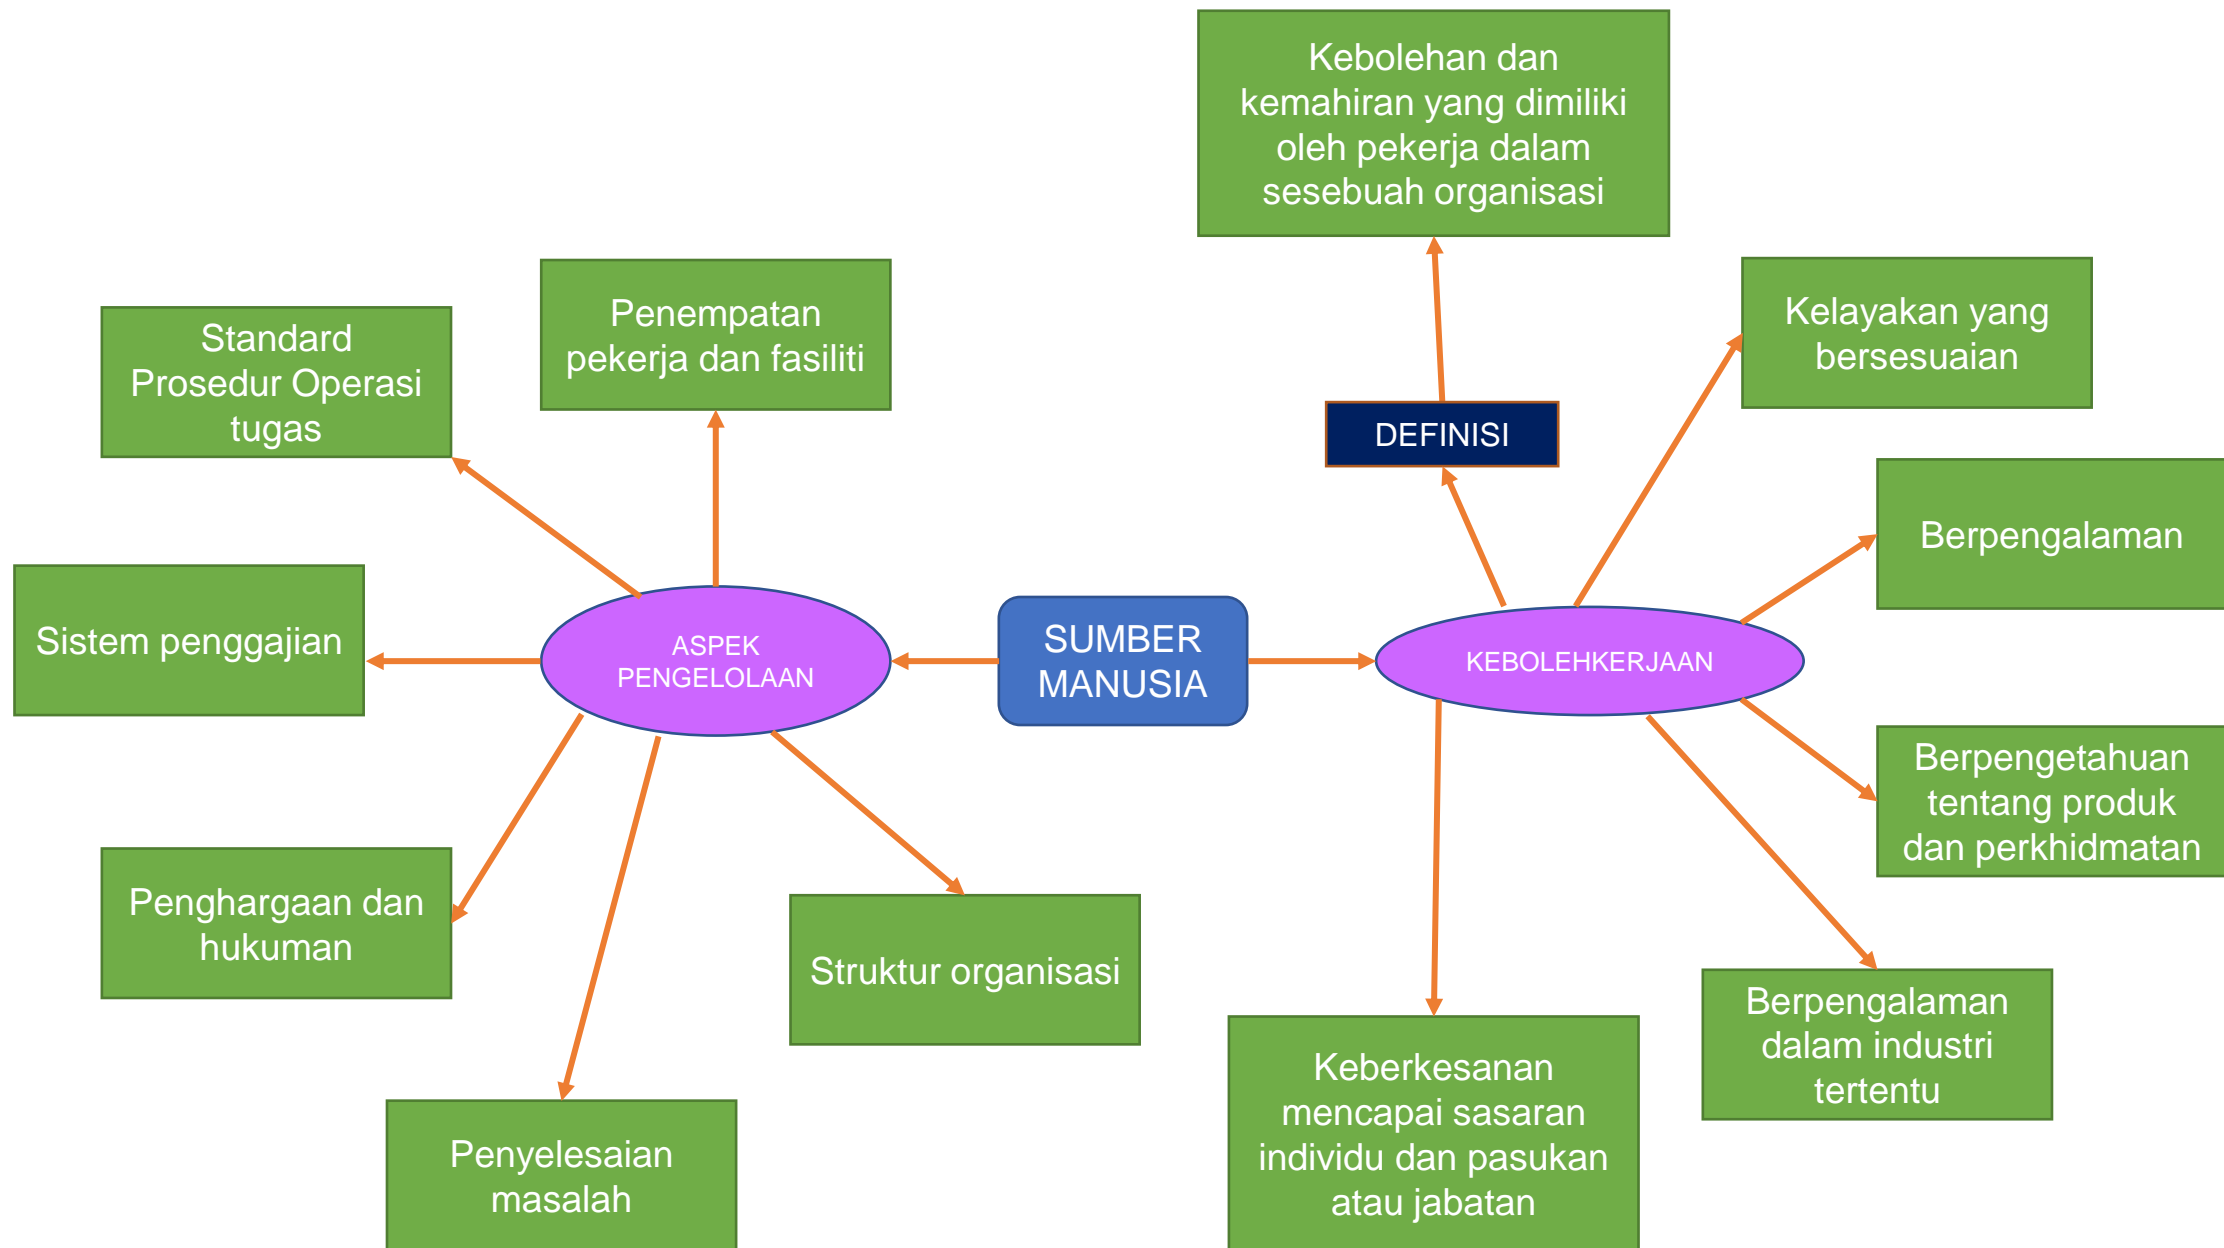 Kebolehan dan
kemahiran yang dimiliki
oleh pekerja dalam
sesebuah organisasi
Penempatan
pekerja dan fasiliti
Kelayakan yang
bersesuaian
Standard
Prosedur Operasi
tugas
DEFINISI
Berpengalaman
Sistem penggajian
ASPEK
PENGELOLAAN
SUMBER
MANUSIA
KEBOLEHKERJAAN
Berpengetahuan
tentang produk
dan perkhidmatan
Penghargaan dan
hukuman
Struktur organisasi
Berpengalaman
dalam industri
tertentu
Keberkesanan
mencapai sasaran
individu dan pasukan
atau jabatan
Penyelesaian
masalah